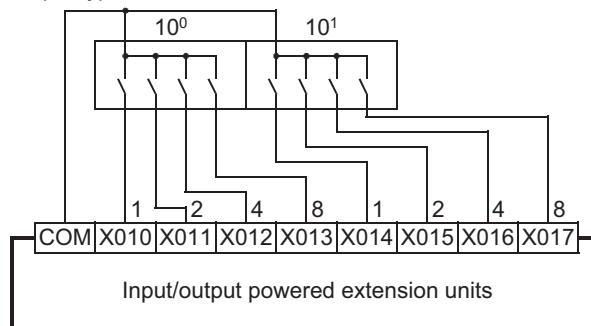 10⁰ 10¹
1 2 4 8 1 2 4 8
COM X010 X011 X012 X013 X014 X015 X016 X017
Input/output powered extension units